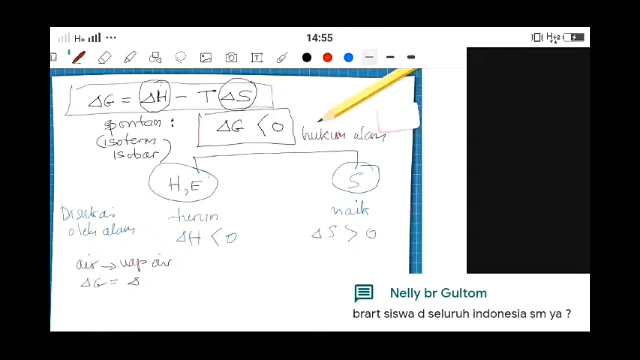 14:55
ΔG = ΔH - T ΔS
spontan :
(isoterm
isobar)
ΔG < 0
hukum alam
H, E
S
Disukai
oleh alam
turun
ΔH < 0
naik
ΔS > 0
air → uap air
ΔG = Δ
Nelly br Gultom
brart siswa d seluruh indonesia sm ya ?